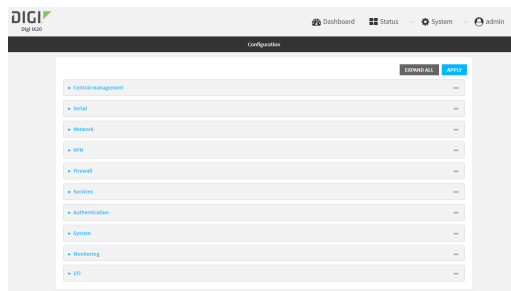 DIGI
Digi IX20
Dashboard
Status
System
admin
Configuration
EXPAND ALL
APPLY
Central management
Serial
Network
VPN
Firewall
Services
Authentication
System
Monitoring
I/O